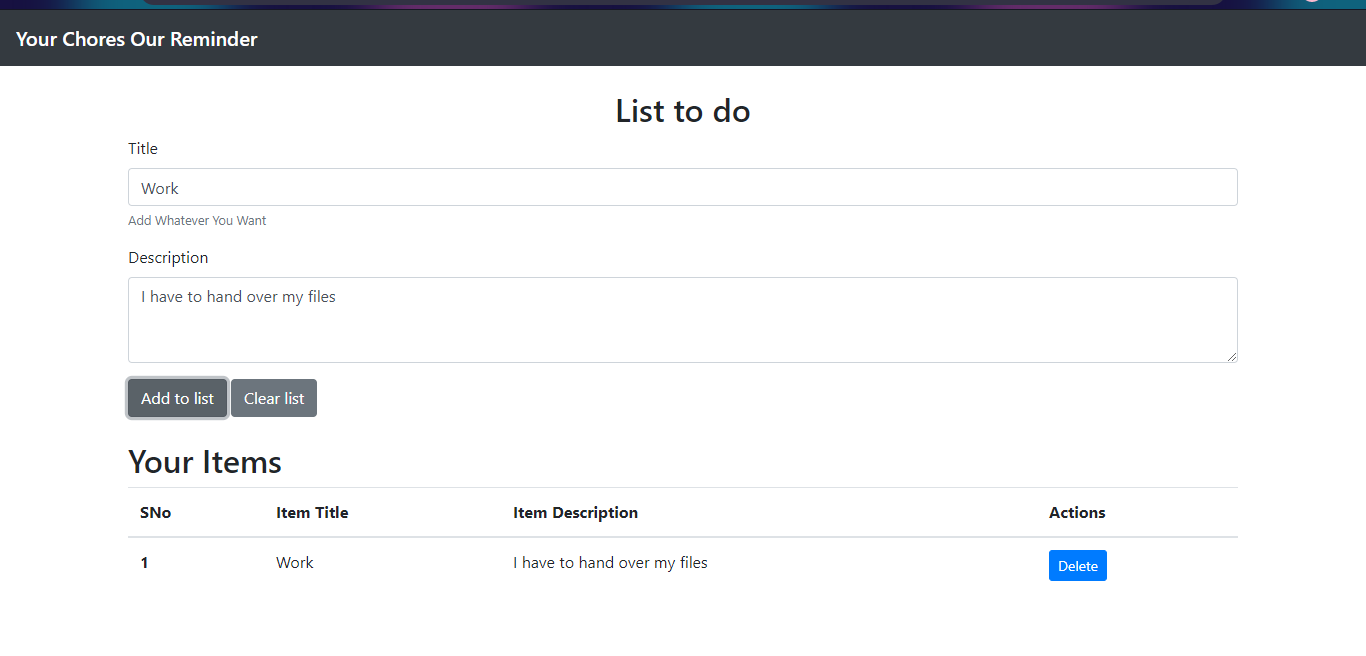 Your Chores Our Reminder
List to do
Title
Work
Add Whatever You Want
Description
I have to hand over my files
Add to list Clear list
Your Items
SNo Item Title Item Description Actions
1 Work I have to hand over my files Delete